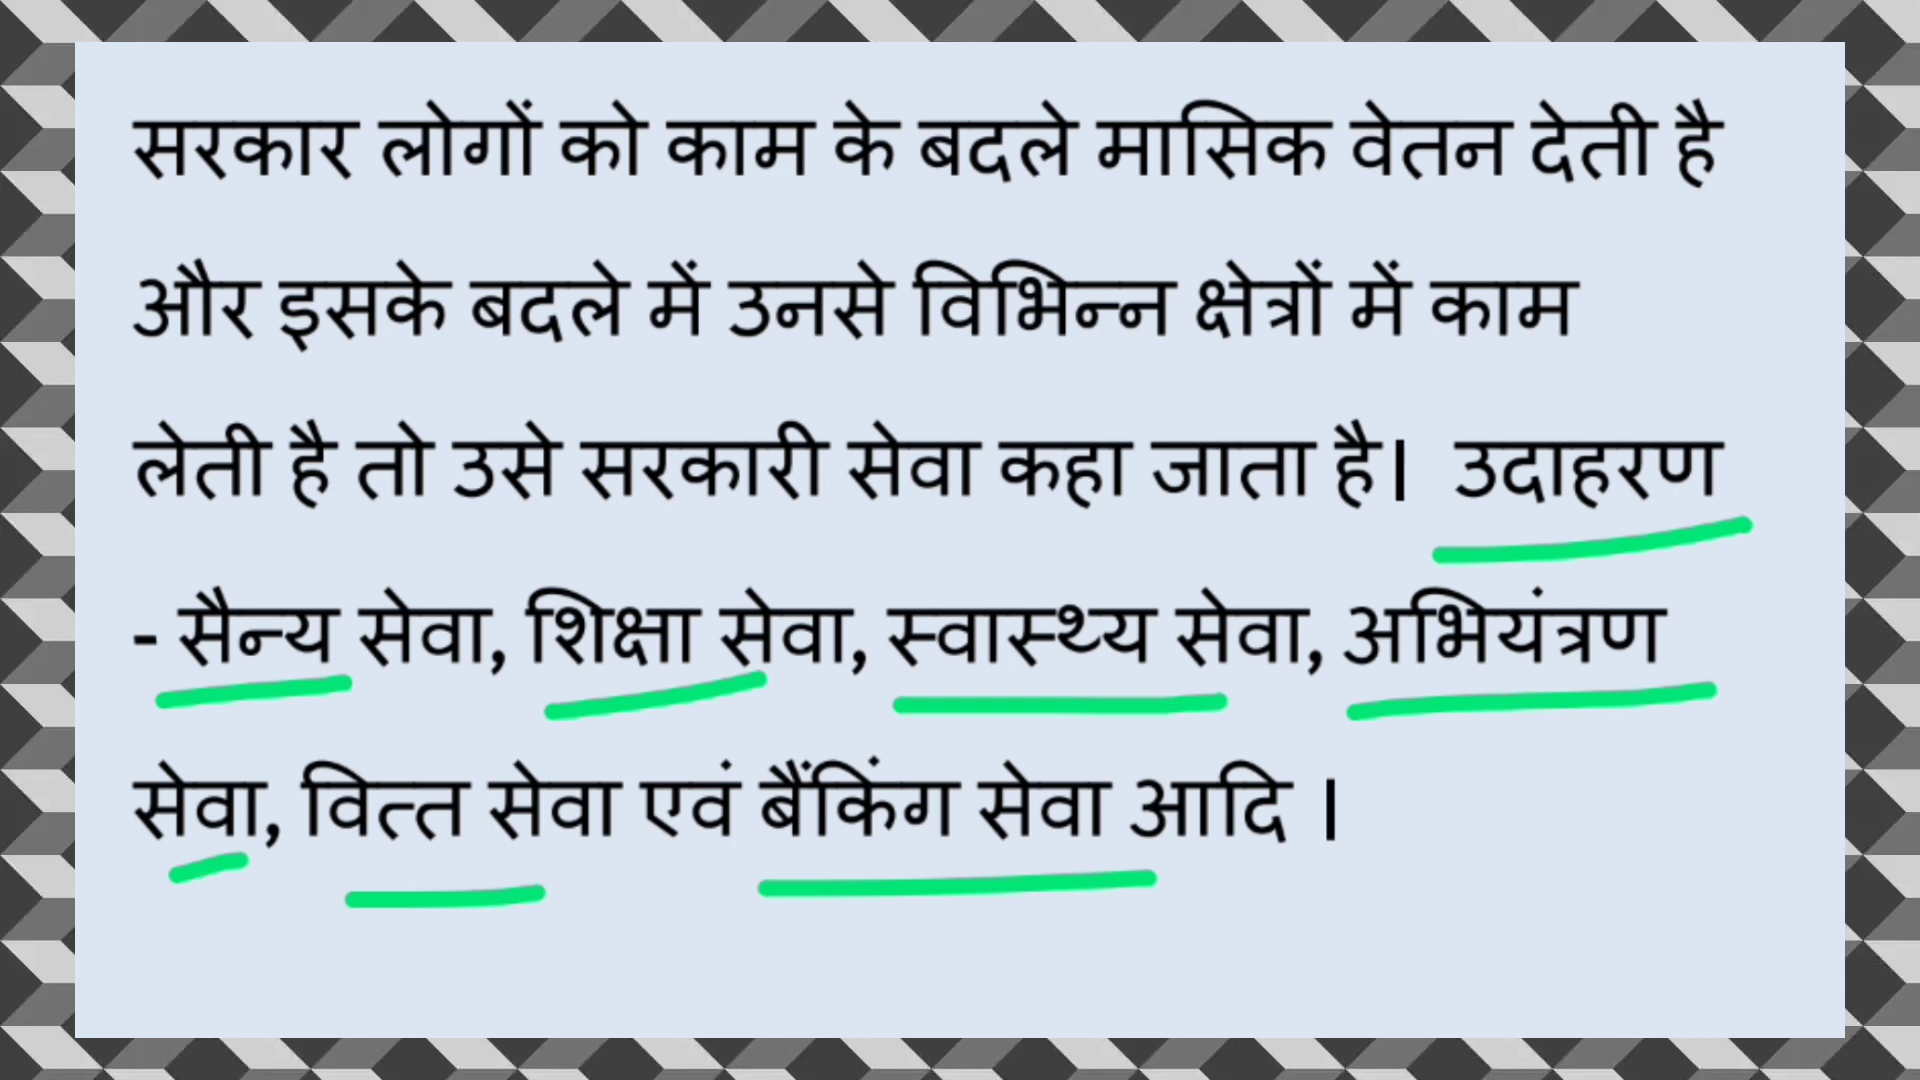 सरकार लोगों को काम के बदले मासिक वेतन देती है
और इसके बदले में उनसे विभिन्न क्षेत्रों में काम
लेती है तो उसे सरकारी सेवा कहा जाता है। उदाहरण
- सैन्य सेवा, शिक्षा सेवा, स्वास्थ्य सेवा, अभियंत्रण
सेवा, वित्त सेवा एवं बैंकिंग सेवा आदि ।